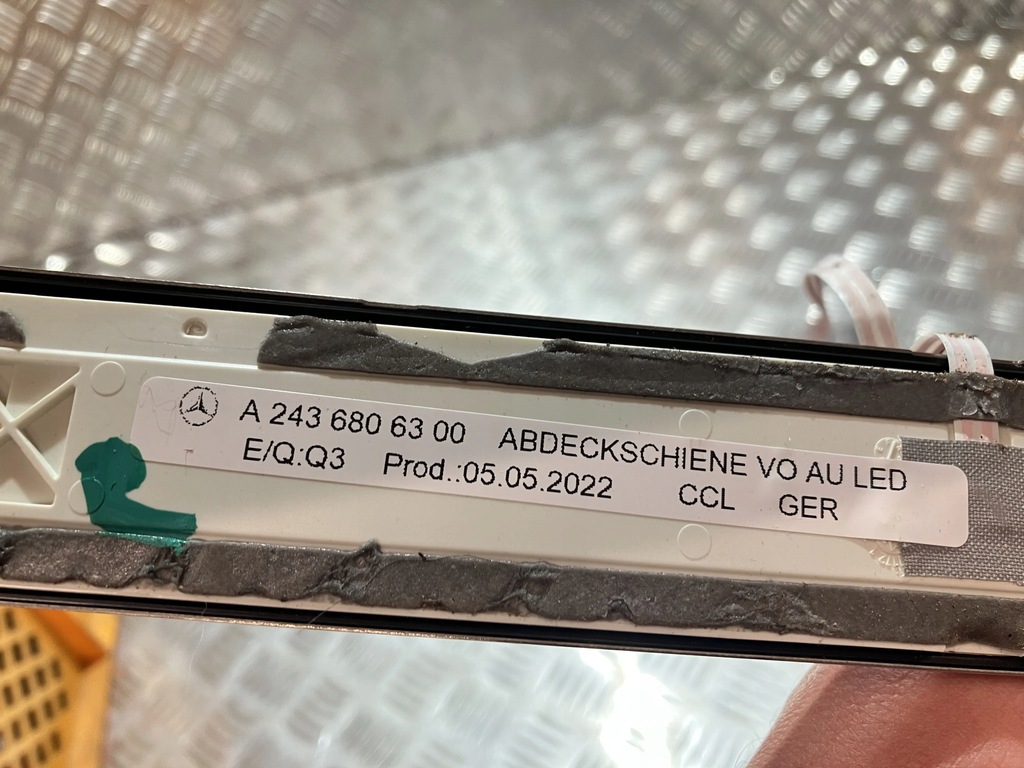 A 243 680 63 00 ABDECKSCHIENE VO AU LED
E/Q:Q3 Prod.:05.05.2022 CCL GER